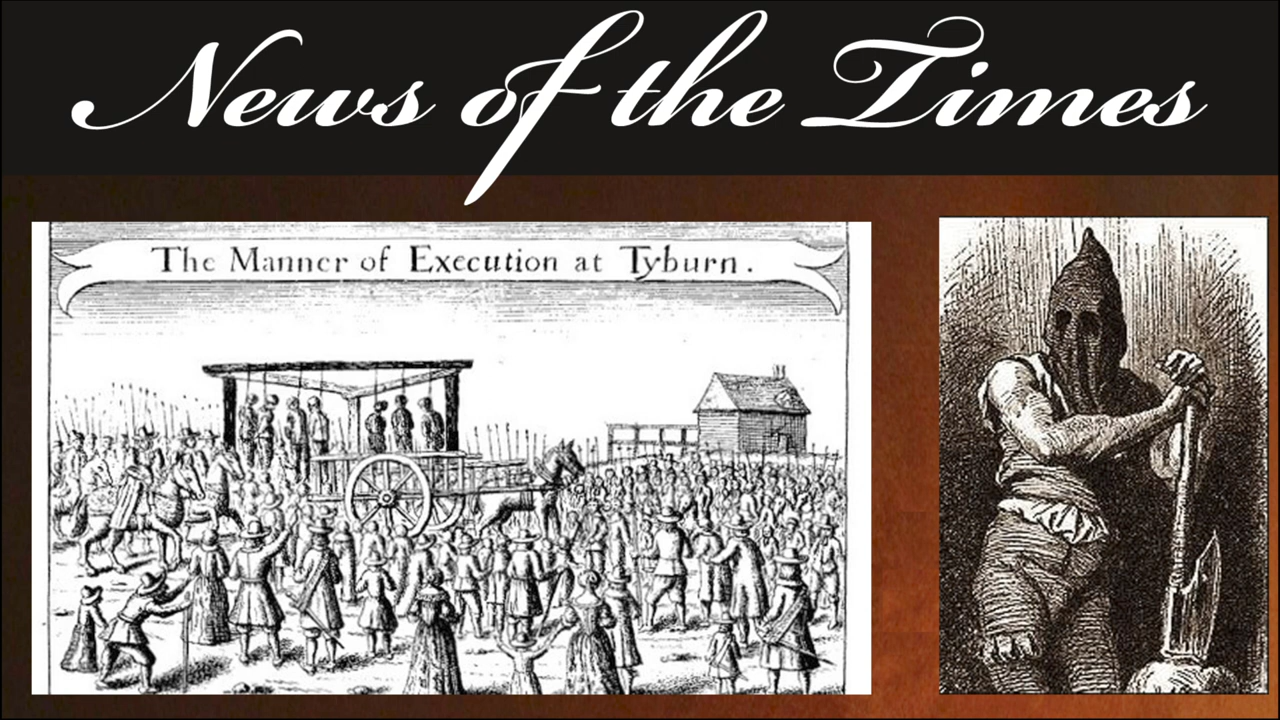 News of the Times
The Manner of Execution at Tyburn.